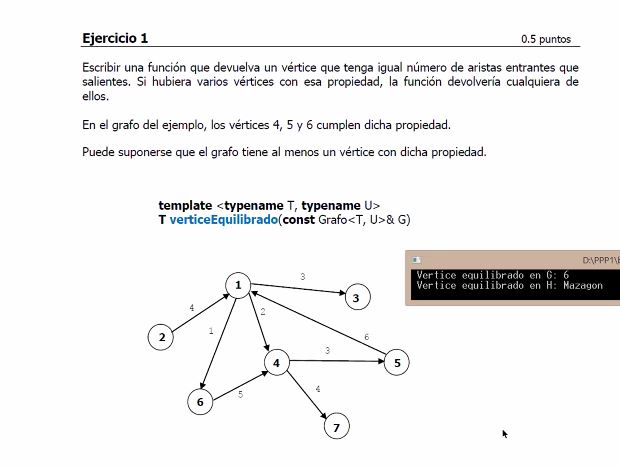 Ejercicio 1 0.5 puntos
Escribir una función que devuelva un vértice que tenga igual número de aristas entrantes que
salientes. Si hubiera varios vértices con esa propiedad, la función devolvería cualquiera de
ellos.
En el grafo del ejemplo, los vértices 4, 5 y 6 cumplen dicha propiedad.
Puede suponerse que el grafo tiene al menos un vértice con dicha propiedad.
template <typename T, typename U>
T verticeEquilibrado(const Grafo<T, U>& G)
D:\PPP1\b
Vertice equilibrado en G: 6
Vertice equilibrado en H: Mazagon
3
1
3
4
2
2
1
6
3
4
5
5
4
6
7